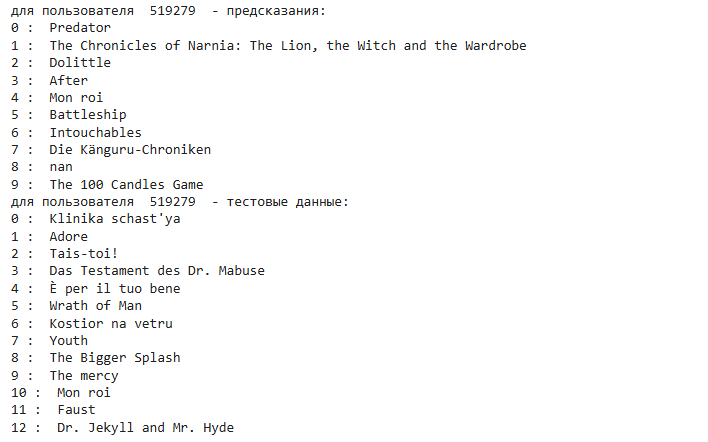 для пользователя  519279  - предсказания:
0 :  Predator
1 :  The Chronicles of Narnia: The Lion, the Witch and the Wardrobe
2 :  Dolittle
3 :  After
4 :  Mon roi
5 :  Battleship
6 :  Intouchables
7 :  Die Känguru-Chroniken
8 :  nan
9 :  The 100 Candles Game
для пользователя  519279  - тестовые данные:
0 :  Klinika schast'ya
1 :  Adore
2 :  Tais-toi!
3 :  Das Testament des Dr. Mabuse
4 :  È per il tuo bene
5 :  Wrath of Man
6 :  Kostior na vetru
7 :  Youth
8 :  The Bigger Splash
9 :  The mercy
10 :  Mon roi
11 :  Faust
12 :  Dr. Jekyll and Mr. Hyde